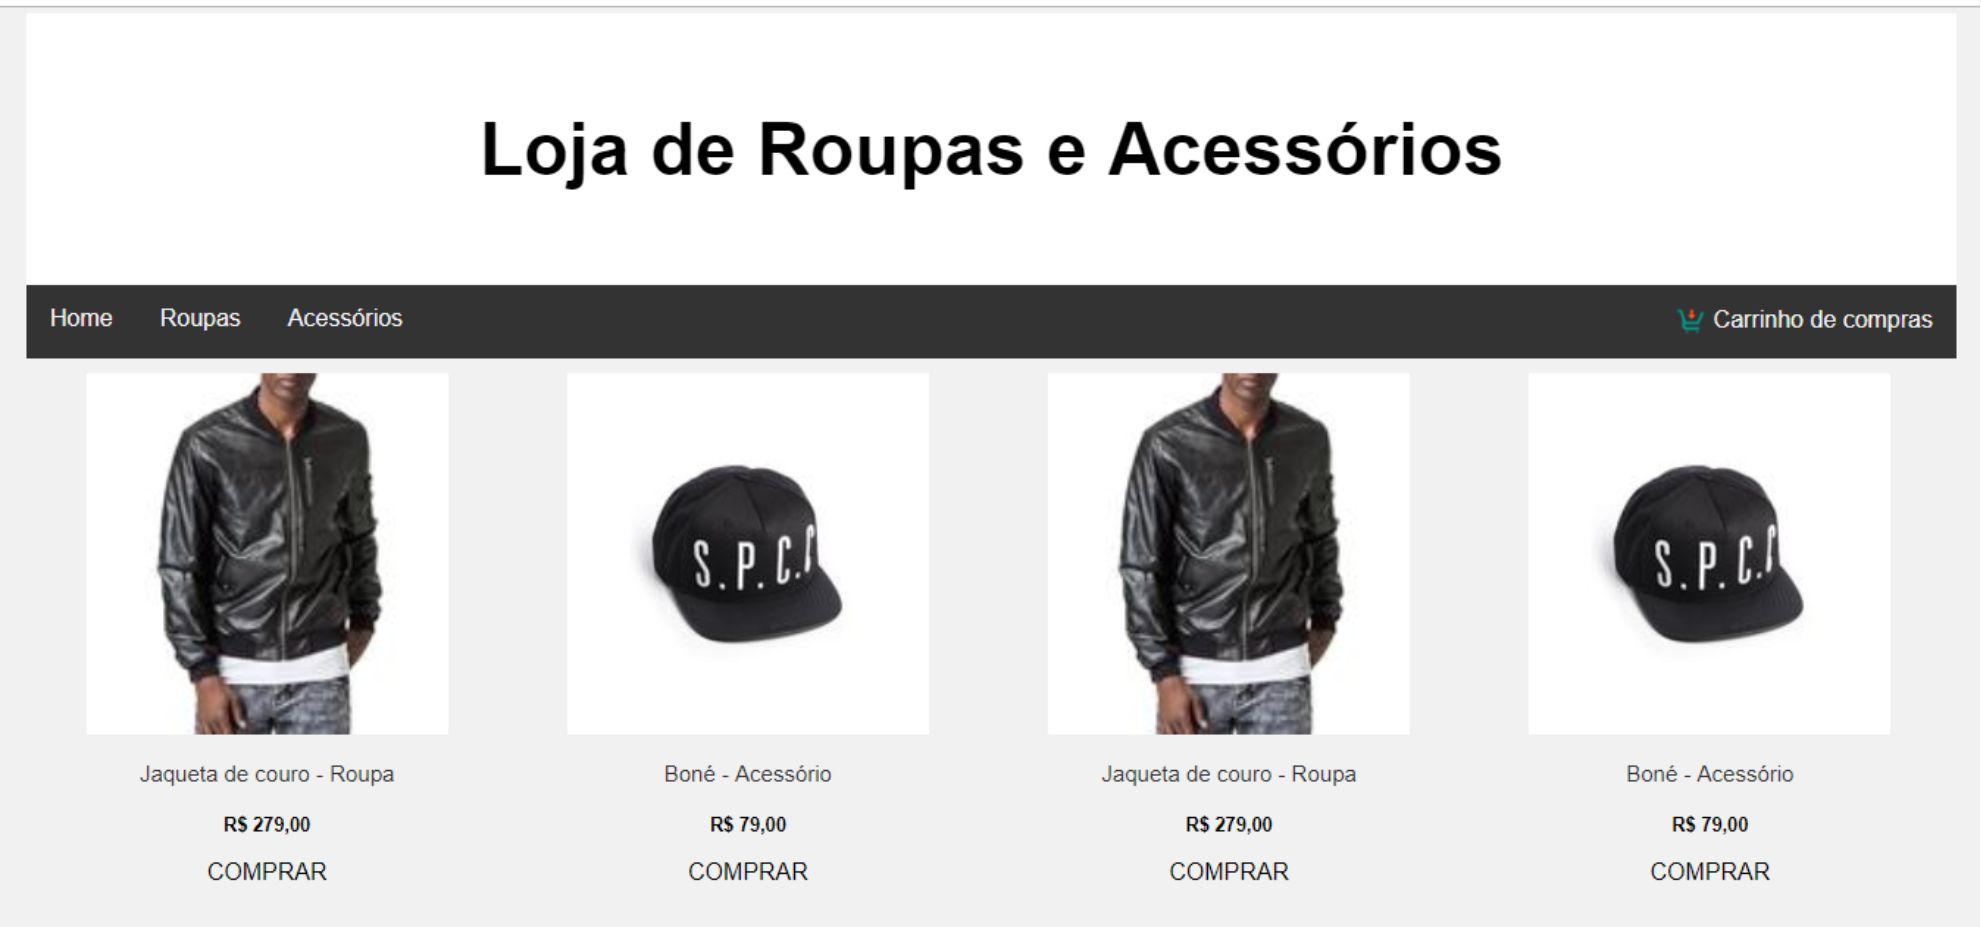 Loja de Roupas e Acessórios
Home Roupas Acessórios Carrinho de compras
S.P.C.C S.P.C.C
Jaqueta de couro - Roupa Boné - Acessório Jaqueta de couro - Roupa Boné - Acessório
R$ 279,00 R$ 79,00 R$ 279,00 R$ 79,00
COMPRAR COMPRAR COMPRAR COMPRAR